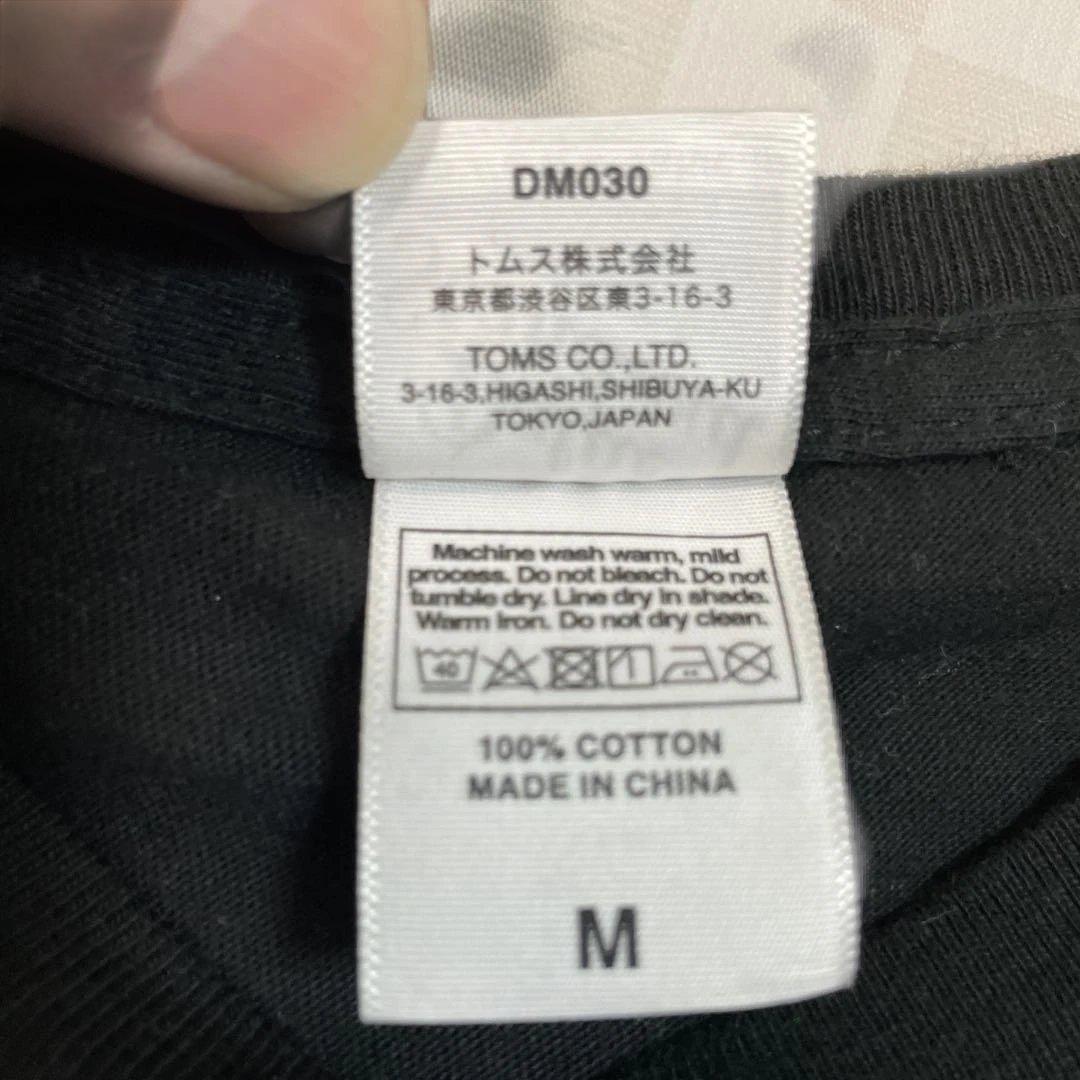 DM030
トムス株式会社
東京都渋谷区東3-16-3
TOMS CO.,LTD.
3-16-3,HIGASHI,SHIBUYA-KU
TOKYO,JAPAN
Machine wash warm, mild
process. Do not bleach. Do not
tumble dry. Line dry in shade.
Warm iron. Do not dry clean.
40
100% COTTON
MADE IN CHINA
M